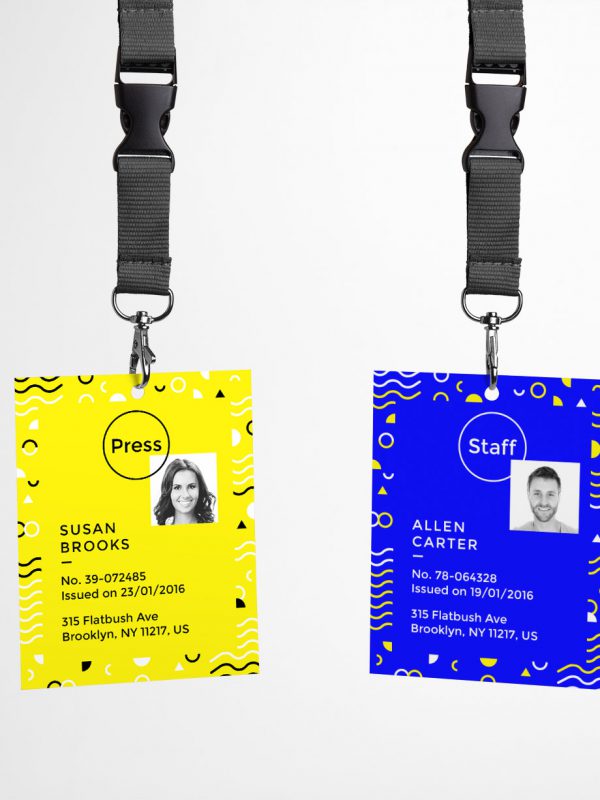 Press
SUSAN
BROOKS
No. 39-072485
Issued on 23/01/2016
315 Flatbush Ave
Brooklyn, NY 11217, US
Staff
ALLEN
CARTER
No. 78-064328
Issued on 19/01/2016
315 Flatbush Ave
Brooklyn, NY 11217, US